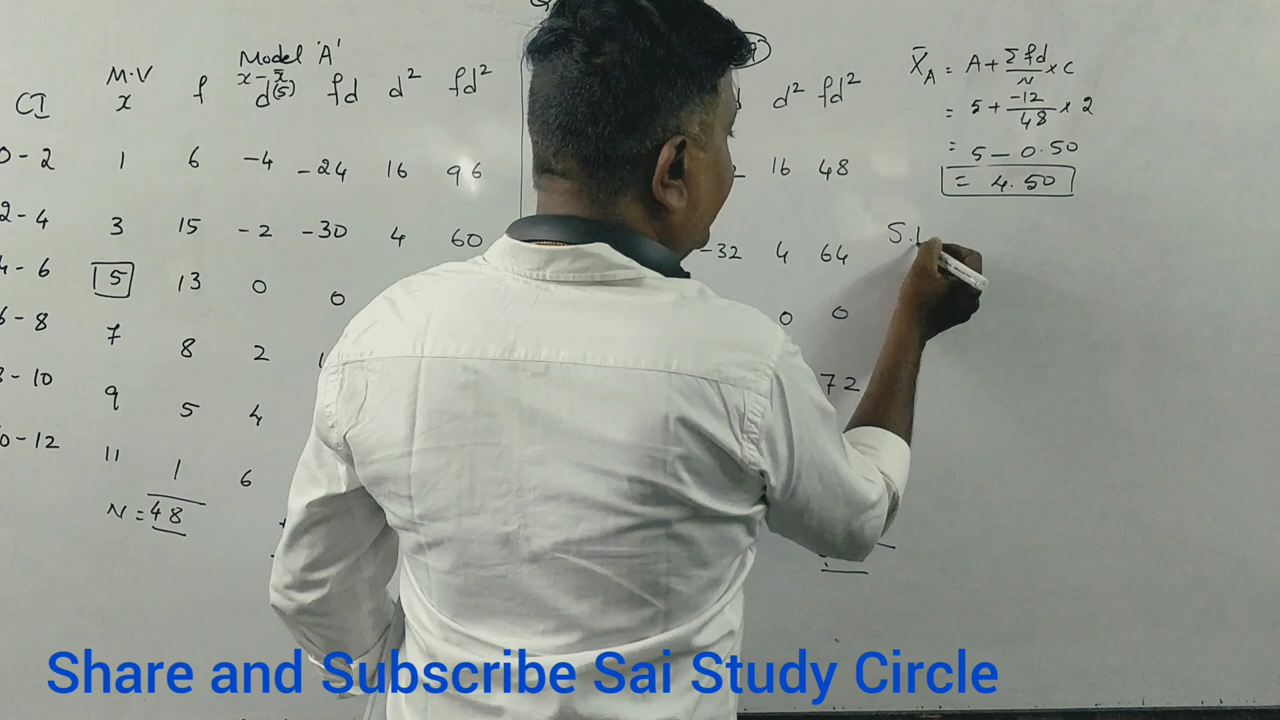 Model 'A'
M.V x - x̄
CI x f d(5) fd d² fd²
0-2 1 6 -4 -24 16 96
2-4 3 15 -2 -30 4 60
4-6 5 13 0 0
6-8 7 8 2
8-10 9 5 4
0-12 11 1 6
N = 48
d² fd²
16 48
-32 4 64
0 0
72
X̄A = A + Σfd/N x C
= 5 + -12/48 x 2
= 5 - 0.50
= 4.50
S.
Share and Subscribe Sai Study Circle